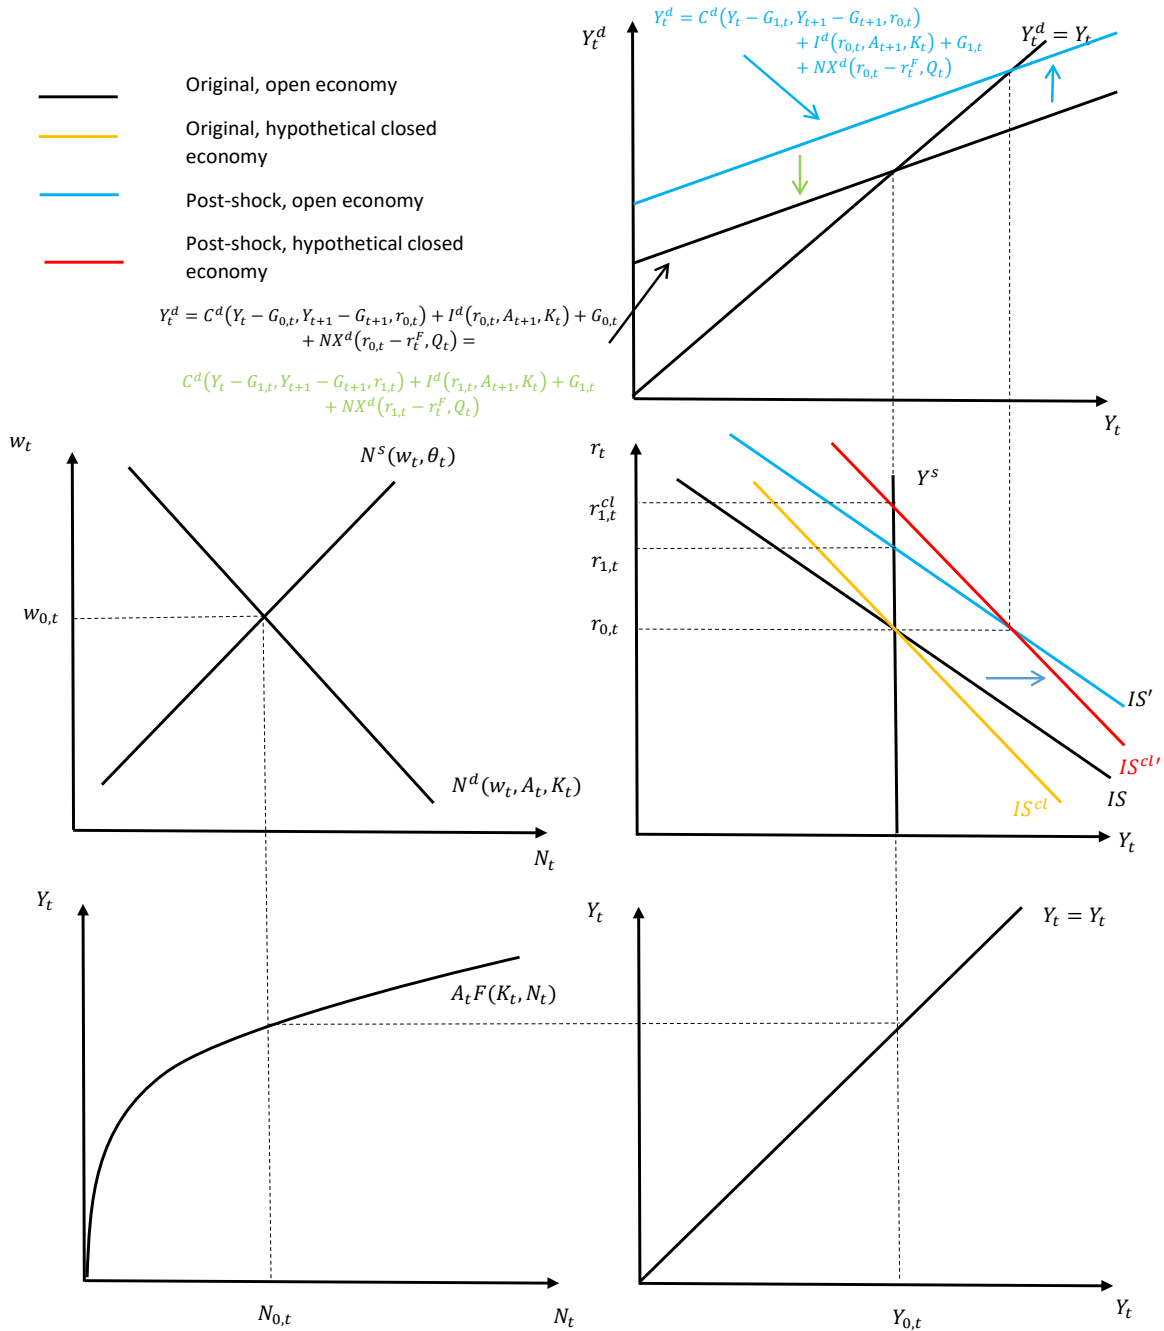 Original, open economy
Original, hypothetical closed
economy
Post-shock, open economy
Post-shock, hypothetical closed
economy
Y_t^d
Y_t^d = C^d(Y_t − G_{1,t}, Y_{t+1} − G_{t+1}, r_{0,t})
+ I^d(r_{0,t}, A_{t+1}, K_t) + G_{1,t}
+ NX^d(r_{0,t} − r_t^F, Q_t)
Y_t^d = Y_t
Y_t^d = C^d(Y_t − G_{0,t}, Y_{t+1} − G_{t+1}, r_{0,t}) + I^d(r_{0,t}, A_{t+1}, K_t) + G_{0,t}
+ NX^d(r_{0,t} − r_t^F, Q_t) =
C^d(Y_t − G_{1,t}, Y_{t+1} − G_{t+1}, r_{1,t}) + I^d(r_{1,t}, A_{t+1}, K_t) + G_{1,t}
+ NX^d(r_{1,t} − r_t^F, Q_t)
Y_t
w_t
N^s(w_t, θ_t)
w_{0,t}
N^d(w_t, A_t, K_t)
N_t
r_t
Y^s
r_{1,t}^{cl}
r_{1,t}
r_{0,t}
IS′
IS^{cl}′
IS
IS^{cl}
Y_t
Y_t
A_tF(K_t, N_t)
N_{0,t}
N_t
Y_t
Y_t = Y_t
Y_{0,t}
Y_t